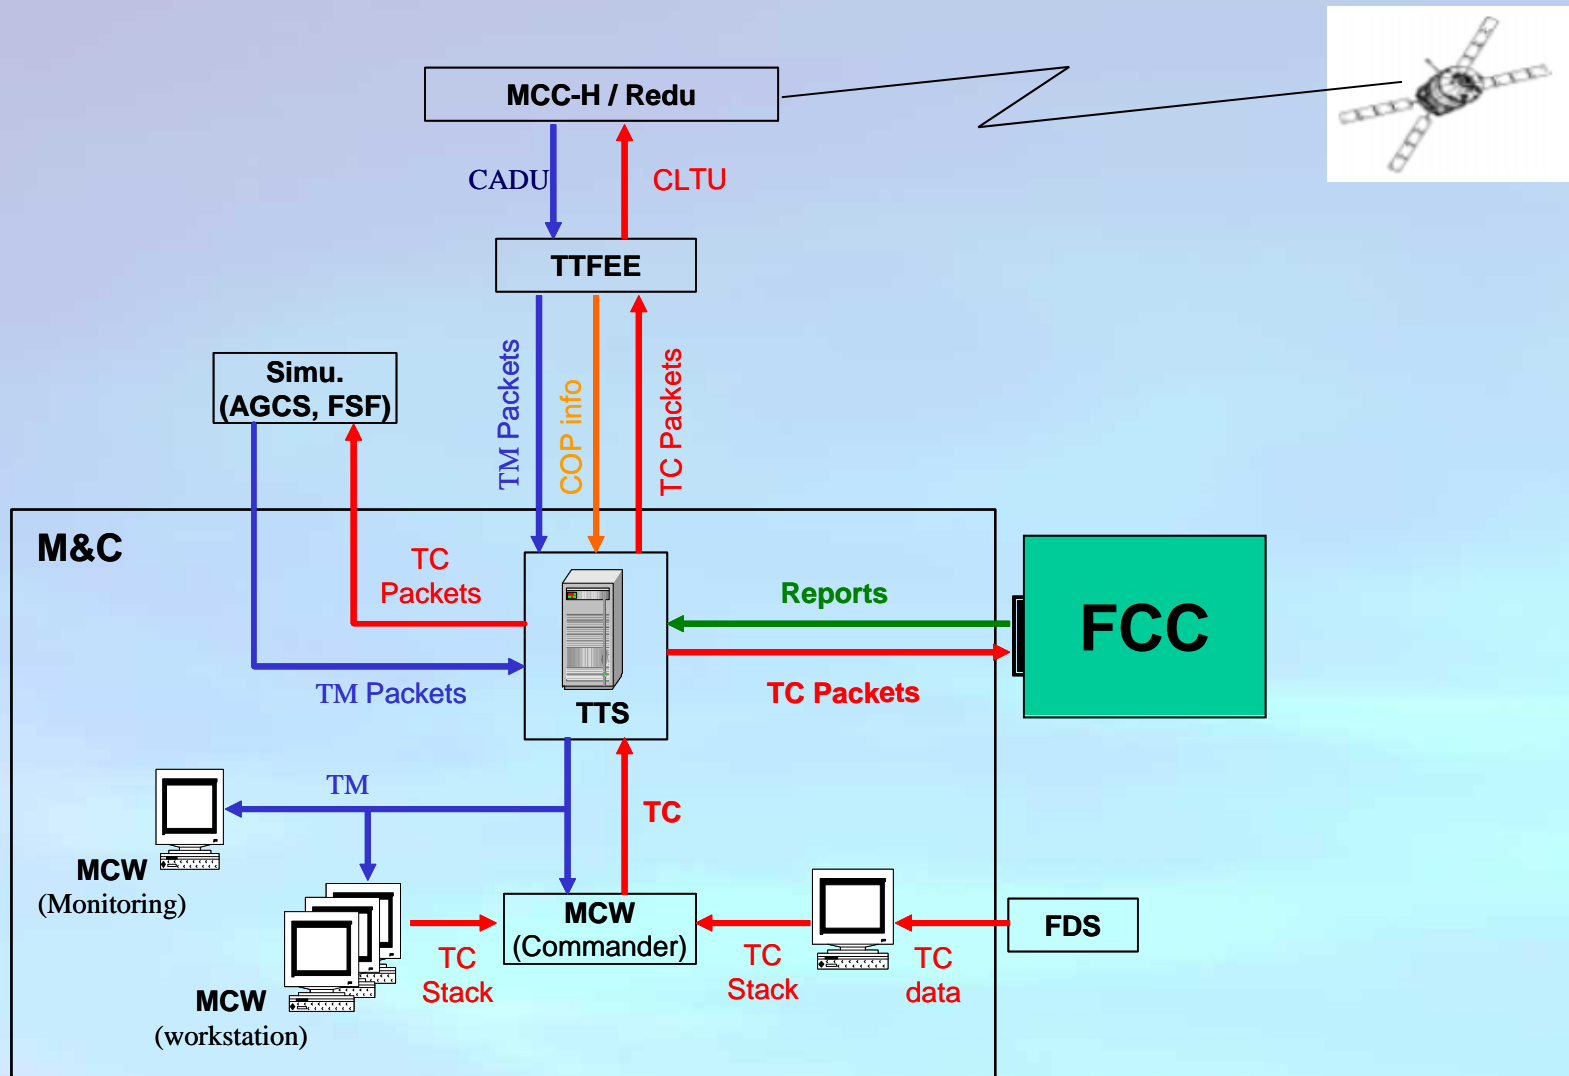 MCC-H / Redu
CADU
CLTU
TTFEE
TM Packets
COP info
TC Packets
Simu.
(AGCS, FSF)
M&C
TC
Packets
TM Packets
TTS
Reports
TC Packets
FCC
TM
TC
MCW
(Monitoring)
MCW
(workstation)
TC
Stack
MCW
(Commander)
TC
Stack
TC
data
FDS